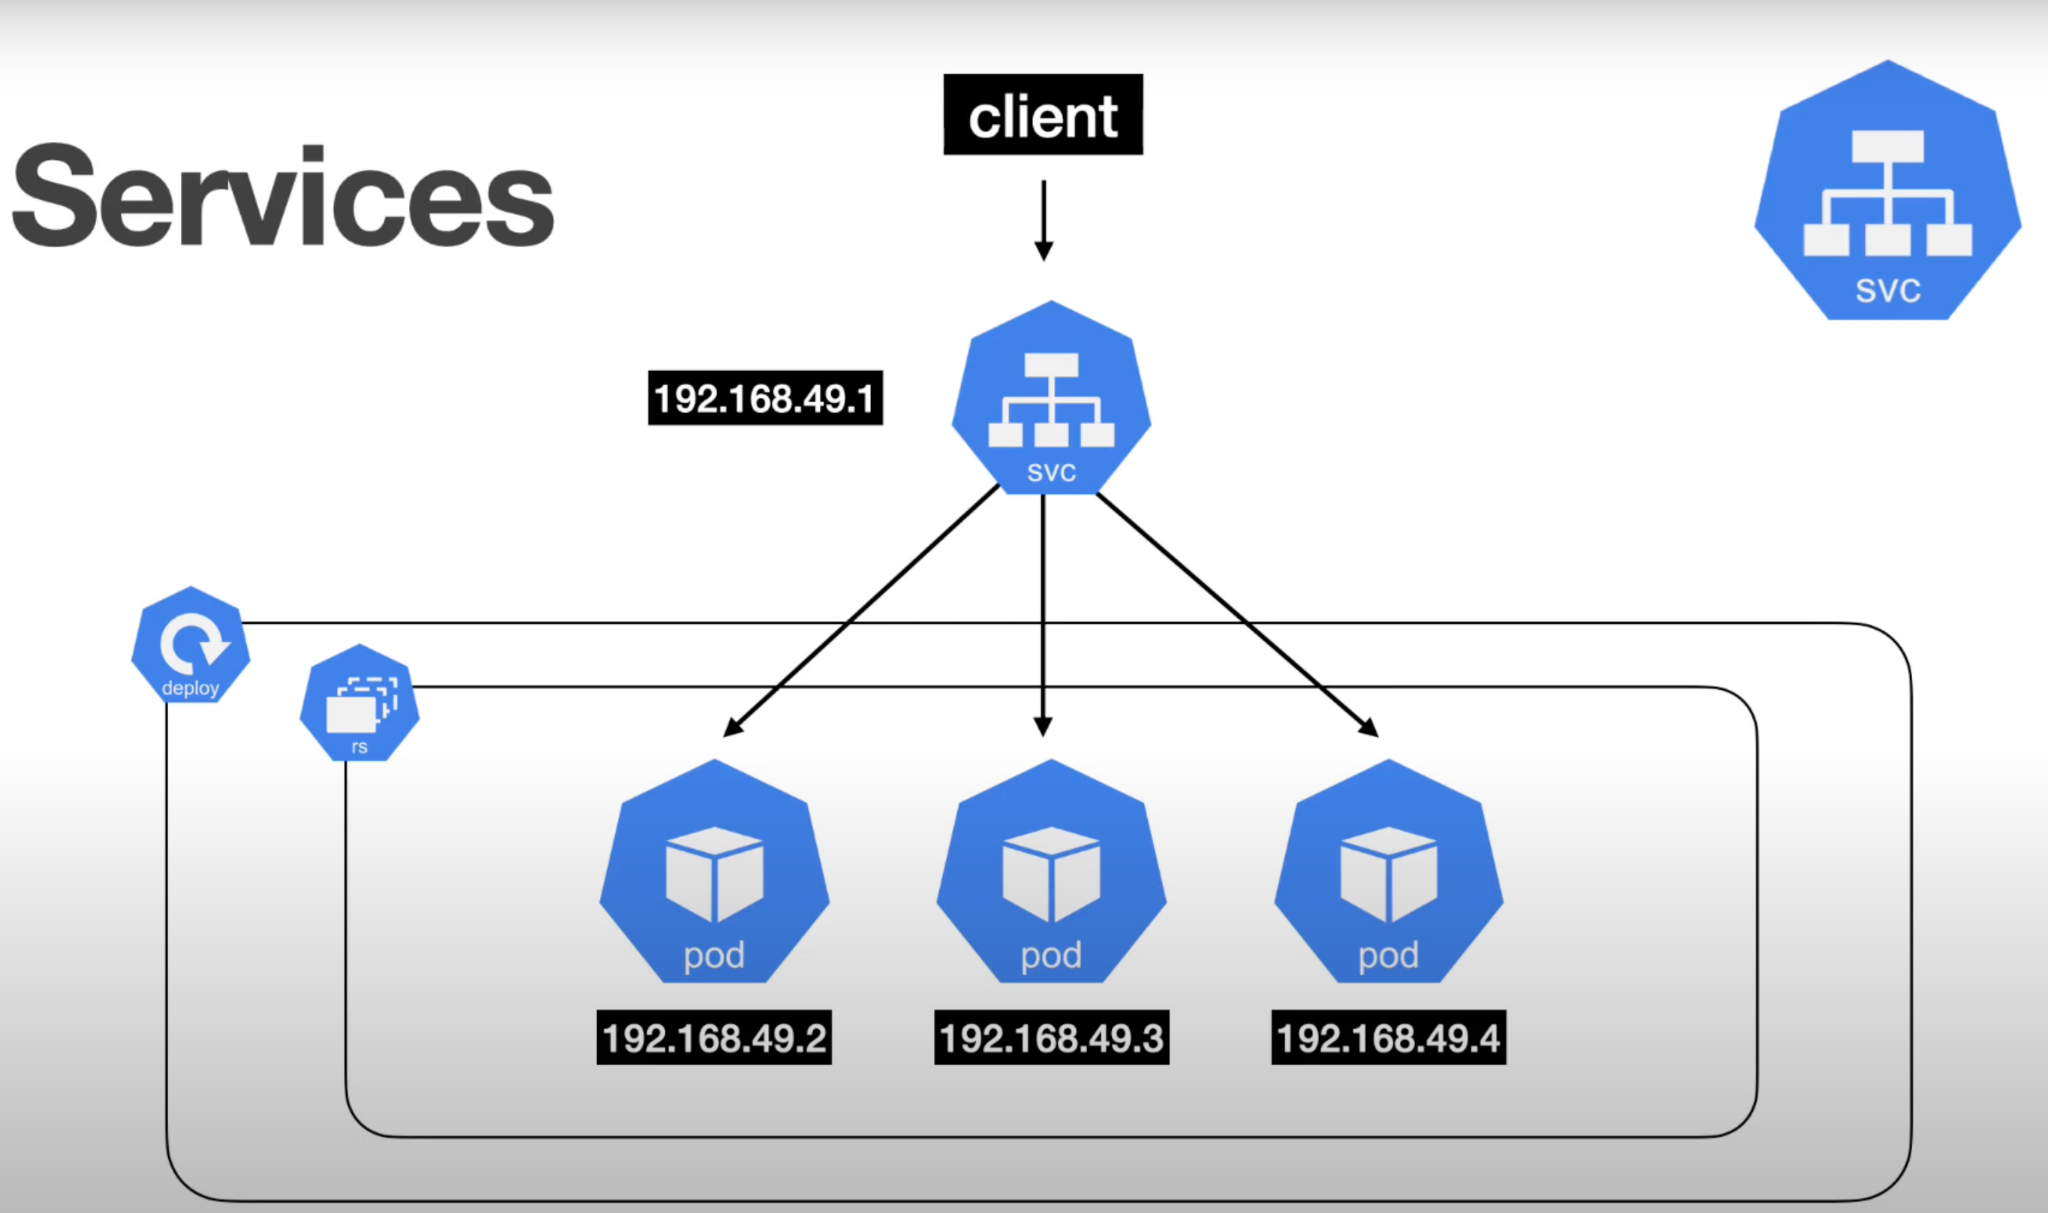 client
Services
svc
192.168.49.1
svc
deploy
rs
pod
pod
pod
192.168.49.2
192.168.49.3
192.168.49.4